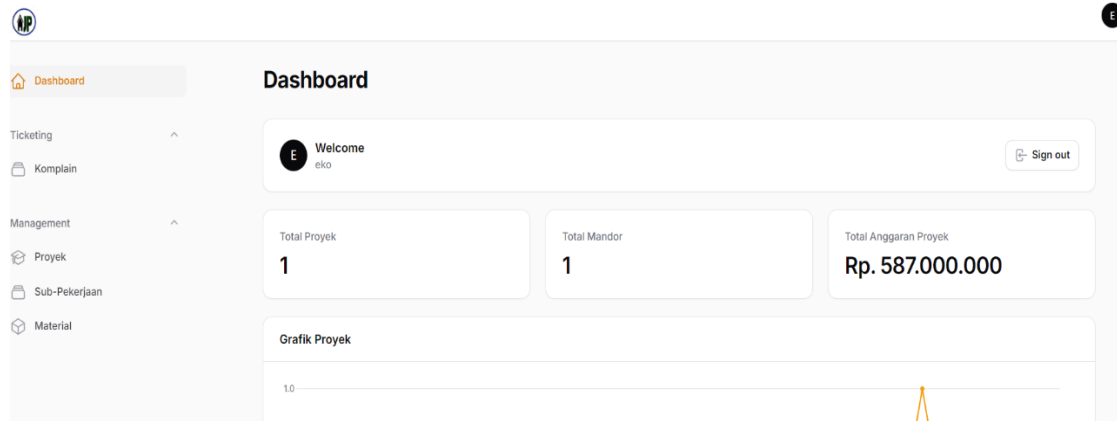 JP
E
Dashboard
Ticketing
Komplain
Management
Proyek
Sub-Pekerjaan
Material
Dashboard
E
Welcome
eko
Sign out
Total Proyek
1
Total Mandor
1
Total Anggaran Proyek
Rp. 587.000.000
Grafik Proyek
1.0